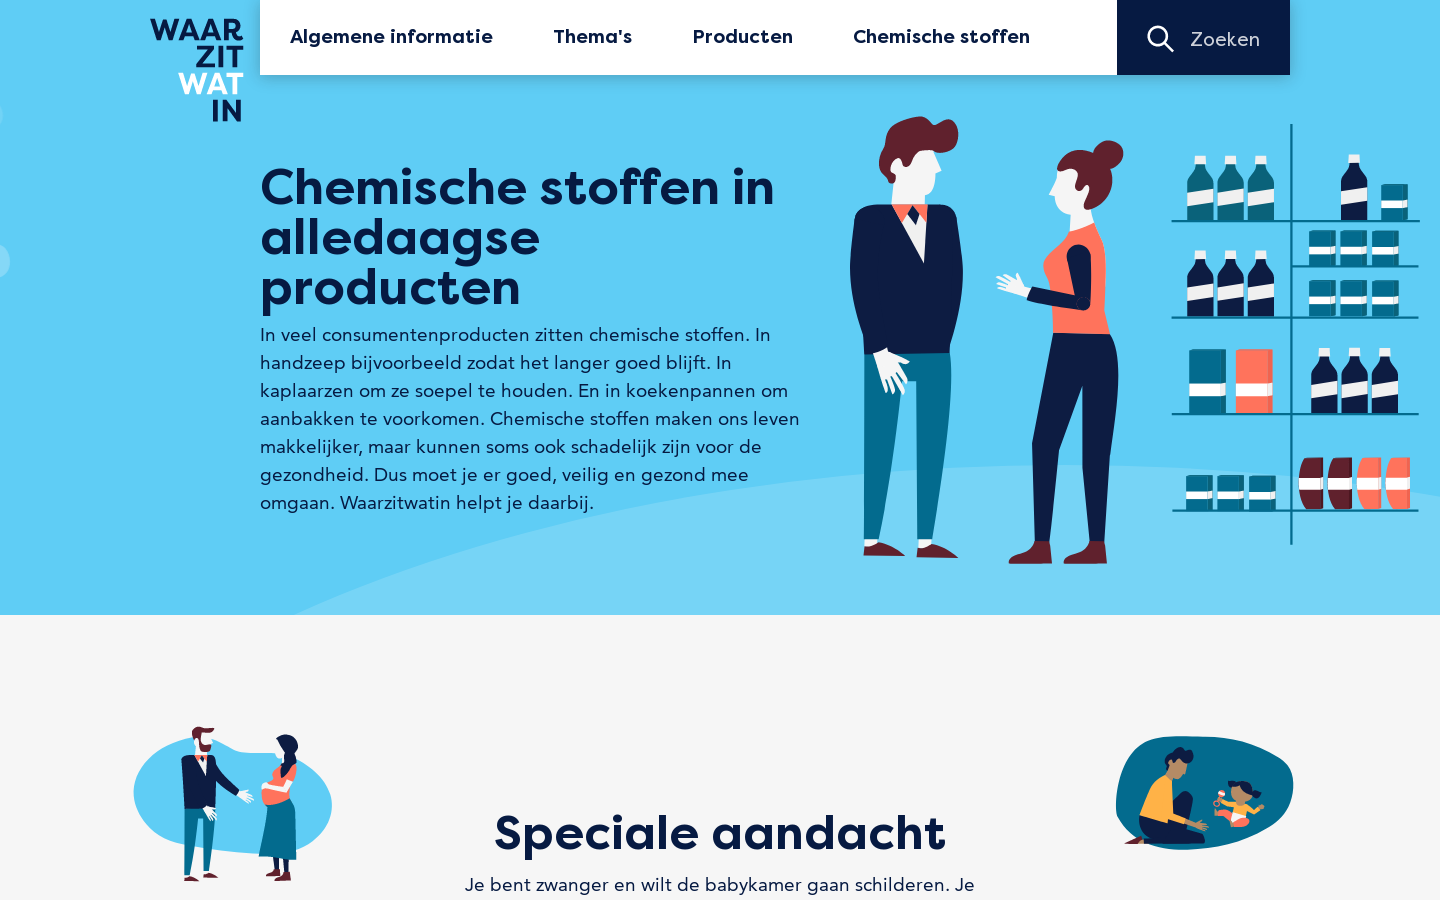 WAAR
ZIT
WAT
IN
Algemene informatie
Thema's
Producten
Chemische stoffen
Zoeken
Chemische stoffen in
alledaagse
producten
In veel consumentenproducten zitten chemische stoffen. In
handzeep bijvoorbeeld zodat het langer goed blijft. In
kaplaarzen om ze soepel te houden. En in koekenpannen om
aanbakken te voorkomen. Chemische stoffen maken ons leven
makkelijker, maar kunnen soms ook schadelijk zijn voor de
gezondheid. Dus moet je er goed, veilig en gezond mee
omgaan. Waarzitwatin helpt je daarbij.
Speciale aandacht
Je bent zwanger en wilt de babykamer gaan schilderen. Je